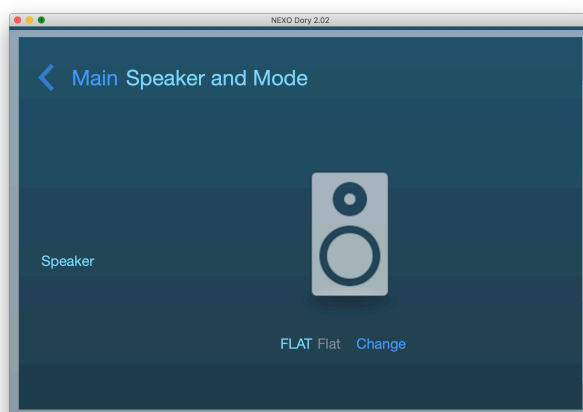 NEXO Dory 2.02
Main Speaker and Mode
Speaker
FLAT Flat Change